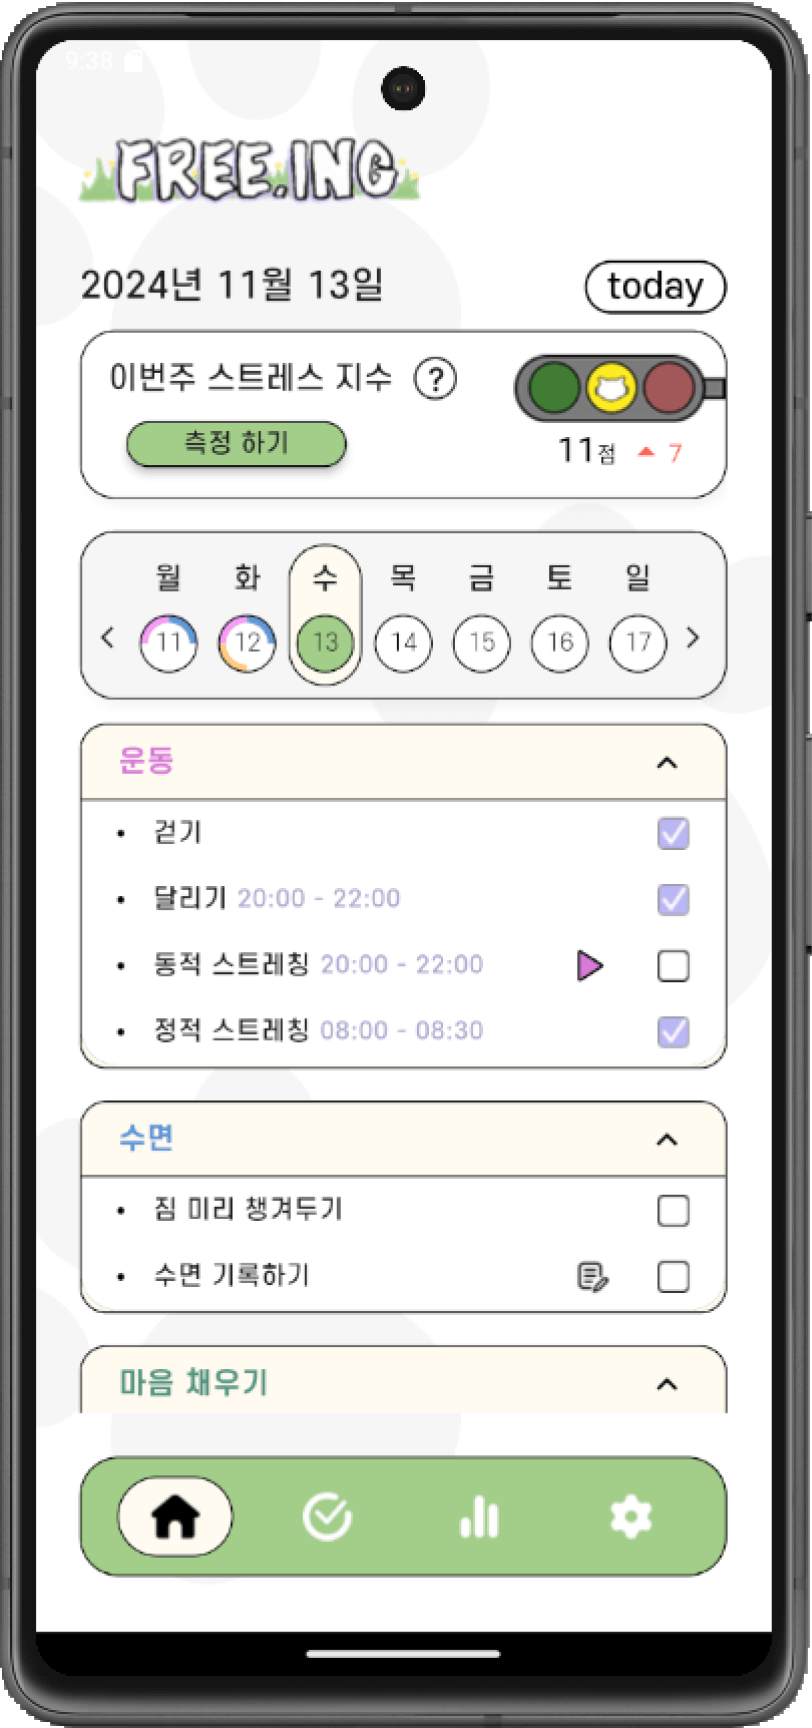 9:38
FREE.ING
2024년 11월 13일 today
이번주 스트레스 지수 ?
측정 하기
11점 ▲ 7
월 화 수 목 금 토 일
< 11 12 13 14 15 16 17 >
운동
• 걷기
• 달리기 20:00 - 22:00
• 동적 스트레칭 20:00 - 22:00
• 정적 스트레칭 08:00 - 08:30
수면
• 짐 미리 챙겨두기
• 수면 기록하기
마음 채우기